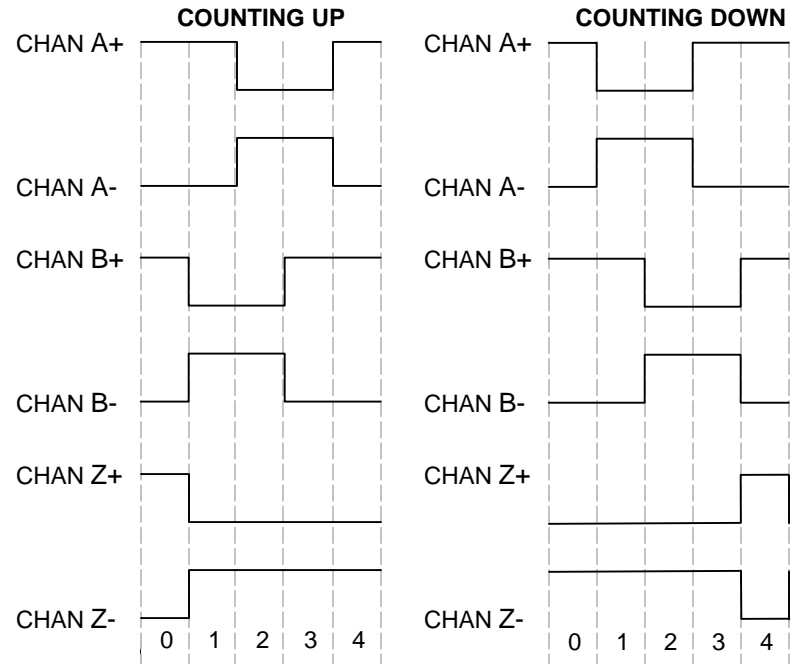 COUNTING UP
CHAN A+
CHAN A-
CHAN B+
CHAN B-
CHAN Z+
CHAN Z-
0 1 2 3 4
COUNTING DOWN
CHAN A+
CHAN A-
CHAN B+
CHAN B-
CHAN Z+
CHAN Z-
0 1 2 3 4